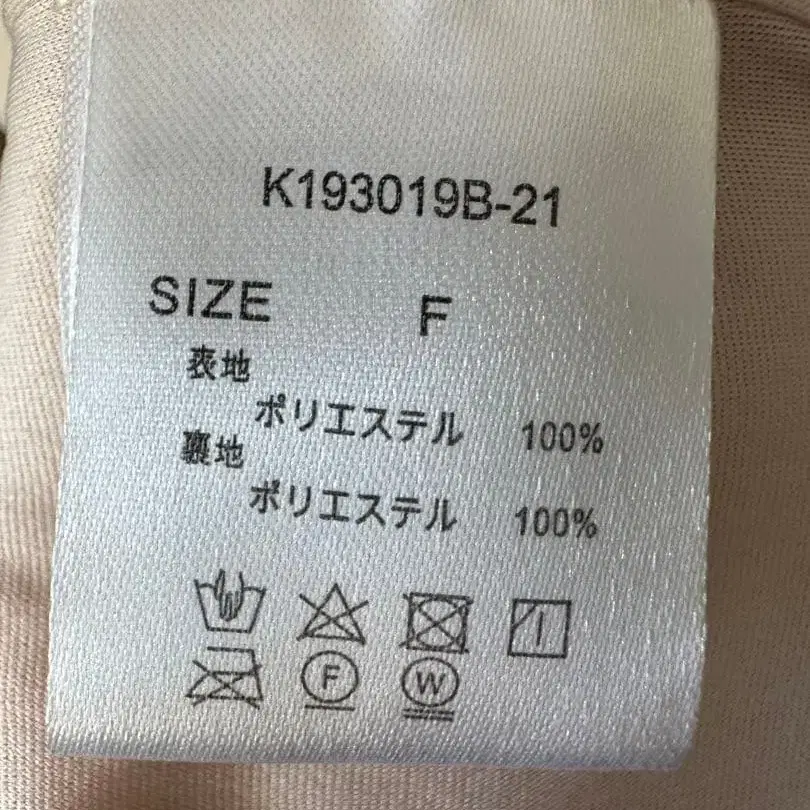 K193019B-21
SIZE F
表地
ポリエステル 100%
裏地
ポリエステル 100%
F W